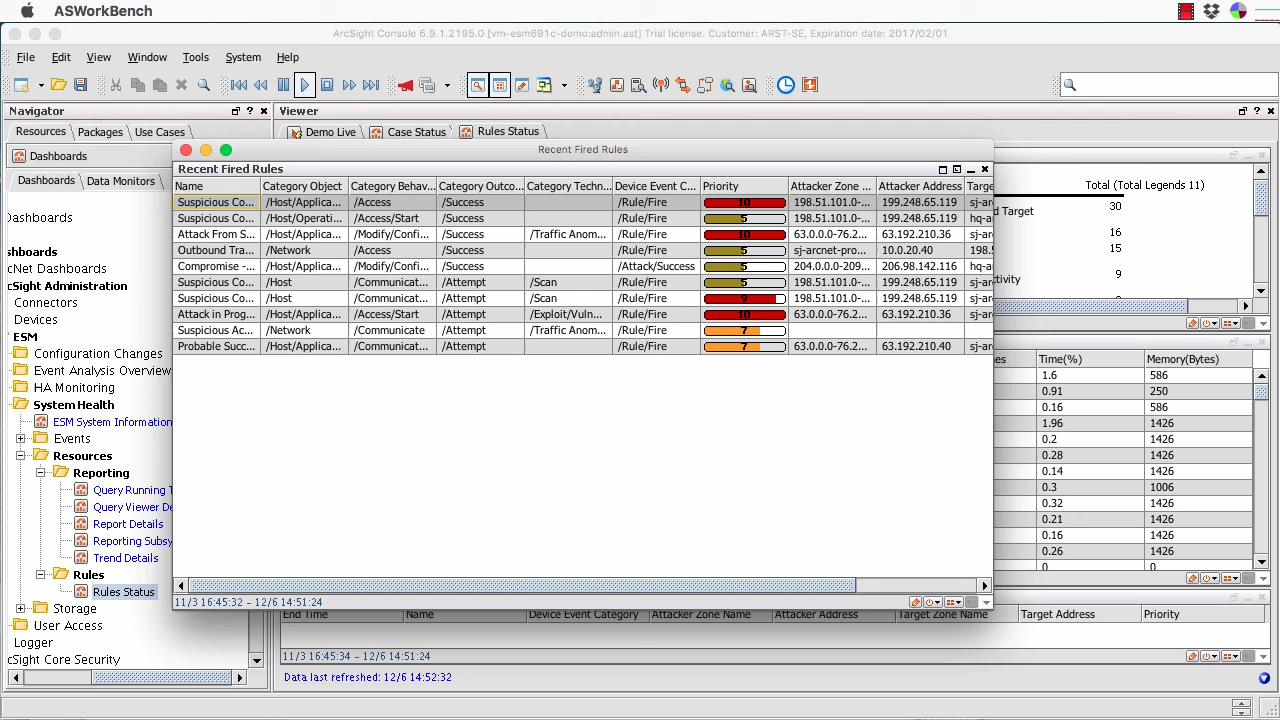 ASWorkBench
ArcSight Console 6.9.1.2195.0 [vm-esm691c-demo:admin.ast] Trial license. Customer: ARST-SE, Expiration date: 2017/02/01
File Edit View Window Tools System Help
Navigator
Resources Packages Use Cases
Dashboards
Dashboards Data Monitors
Dashboards
shboards
cNet Dashboards
cSight Administration
Connectors
Devices
ESM
Configuration Changes
Event Analysis Overview
HA Monitoring
System Health
ESM System Information
Events
Resources
Reporting
Query Running T
Query Viewer De
Report Details
Reporting Subsy
Trend Details
Rules
Rules Status
Storage
User Access
Logger
cSight Core Security
Viewer
Demo Live Case Status Rules Status
Recent Fired Rules
Recent Fired Rules
Name Category Object Category Behav... Category Outco... Category Techn... Device Event C... Priority Attacker Zone ... Attacker Address Target
Suspicious Co... /Host/Applica... /Access /Success /Rule/Fire 10 198.51.101.0-... 199.248.65.119 sj-arc
Suspicious Co... /Host/Operat... /Access/Start /Success /Rule/Fire 5 198.51.101.0-... 199.248.65.119 hq-a
Attack From S... /Host/Applica... /Modify/Confi... /Success /Traffic Anom... /Rule/Fire 10 63.0.0.0-76.2... 63.192.210.36 sj-arc
Outbound Tra... /Network /Access /Success /Rule/Fire 5 sj-arcnet-pro... 10.0.20.40 198.5
Compromise -... /Host/Applica... /Modify/Confi... /Success /Attack/Success 5 204.0.0.0-209... 206.98.142.116 hq-a
Suspicious Co... /Host /Communicat... /Attempt /Scan /Rule/Fire 5 198.51.101.0-... 199.248.65.119 sj-arc
Suspicious Co... /Host /Communicat... /Attempt /Scan /Rule/Fire 9 198.51.101.0-... 199.248.65.119 sj-arc
Attack in Prog... /Host/Applica... /Access/Start /Attempt /Exploit/Vuln... /Rule/Fire 10 63.0.0.0-76.2... 63.192.210.36 sj-arc
Suspicious Ac... /Network /Communicate /Attempt /Traffic Anom... /Rule/Fire 7
Probable Succ... /Host/Applica... /Communicat... /Attempt /Rule/Fire 7 63.0.0.0-76.2... 63.192.210.40 sj-arc
11/3 16:45:32 - 12/6 14:51:24
Total (Total Legends 11)
d Target 30
16
15
ctivity 9
es Time(%) Memory(Bytes)
1.6 586
0.91 250
0.16 586
1.96 1426
0.2 1426
0.28 1426
0.14 1426
0.3 1006
0.32 1426
0.21 1426
0.16 1426
0.26 1426
0 0
End Time Name Device Event Category Attacker Zone Name Attacker Address Target Zone Name Target Address Priority
11/3 16:45:34 - 12/6 14:51:24
Data last refreshed: 12/6 14:52:32